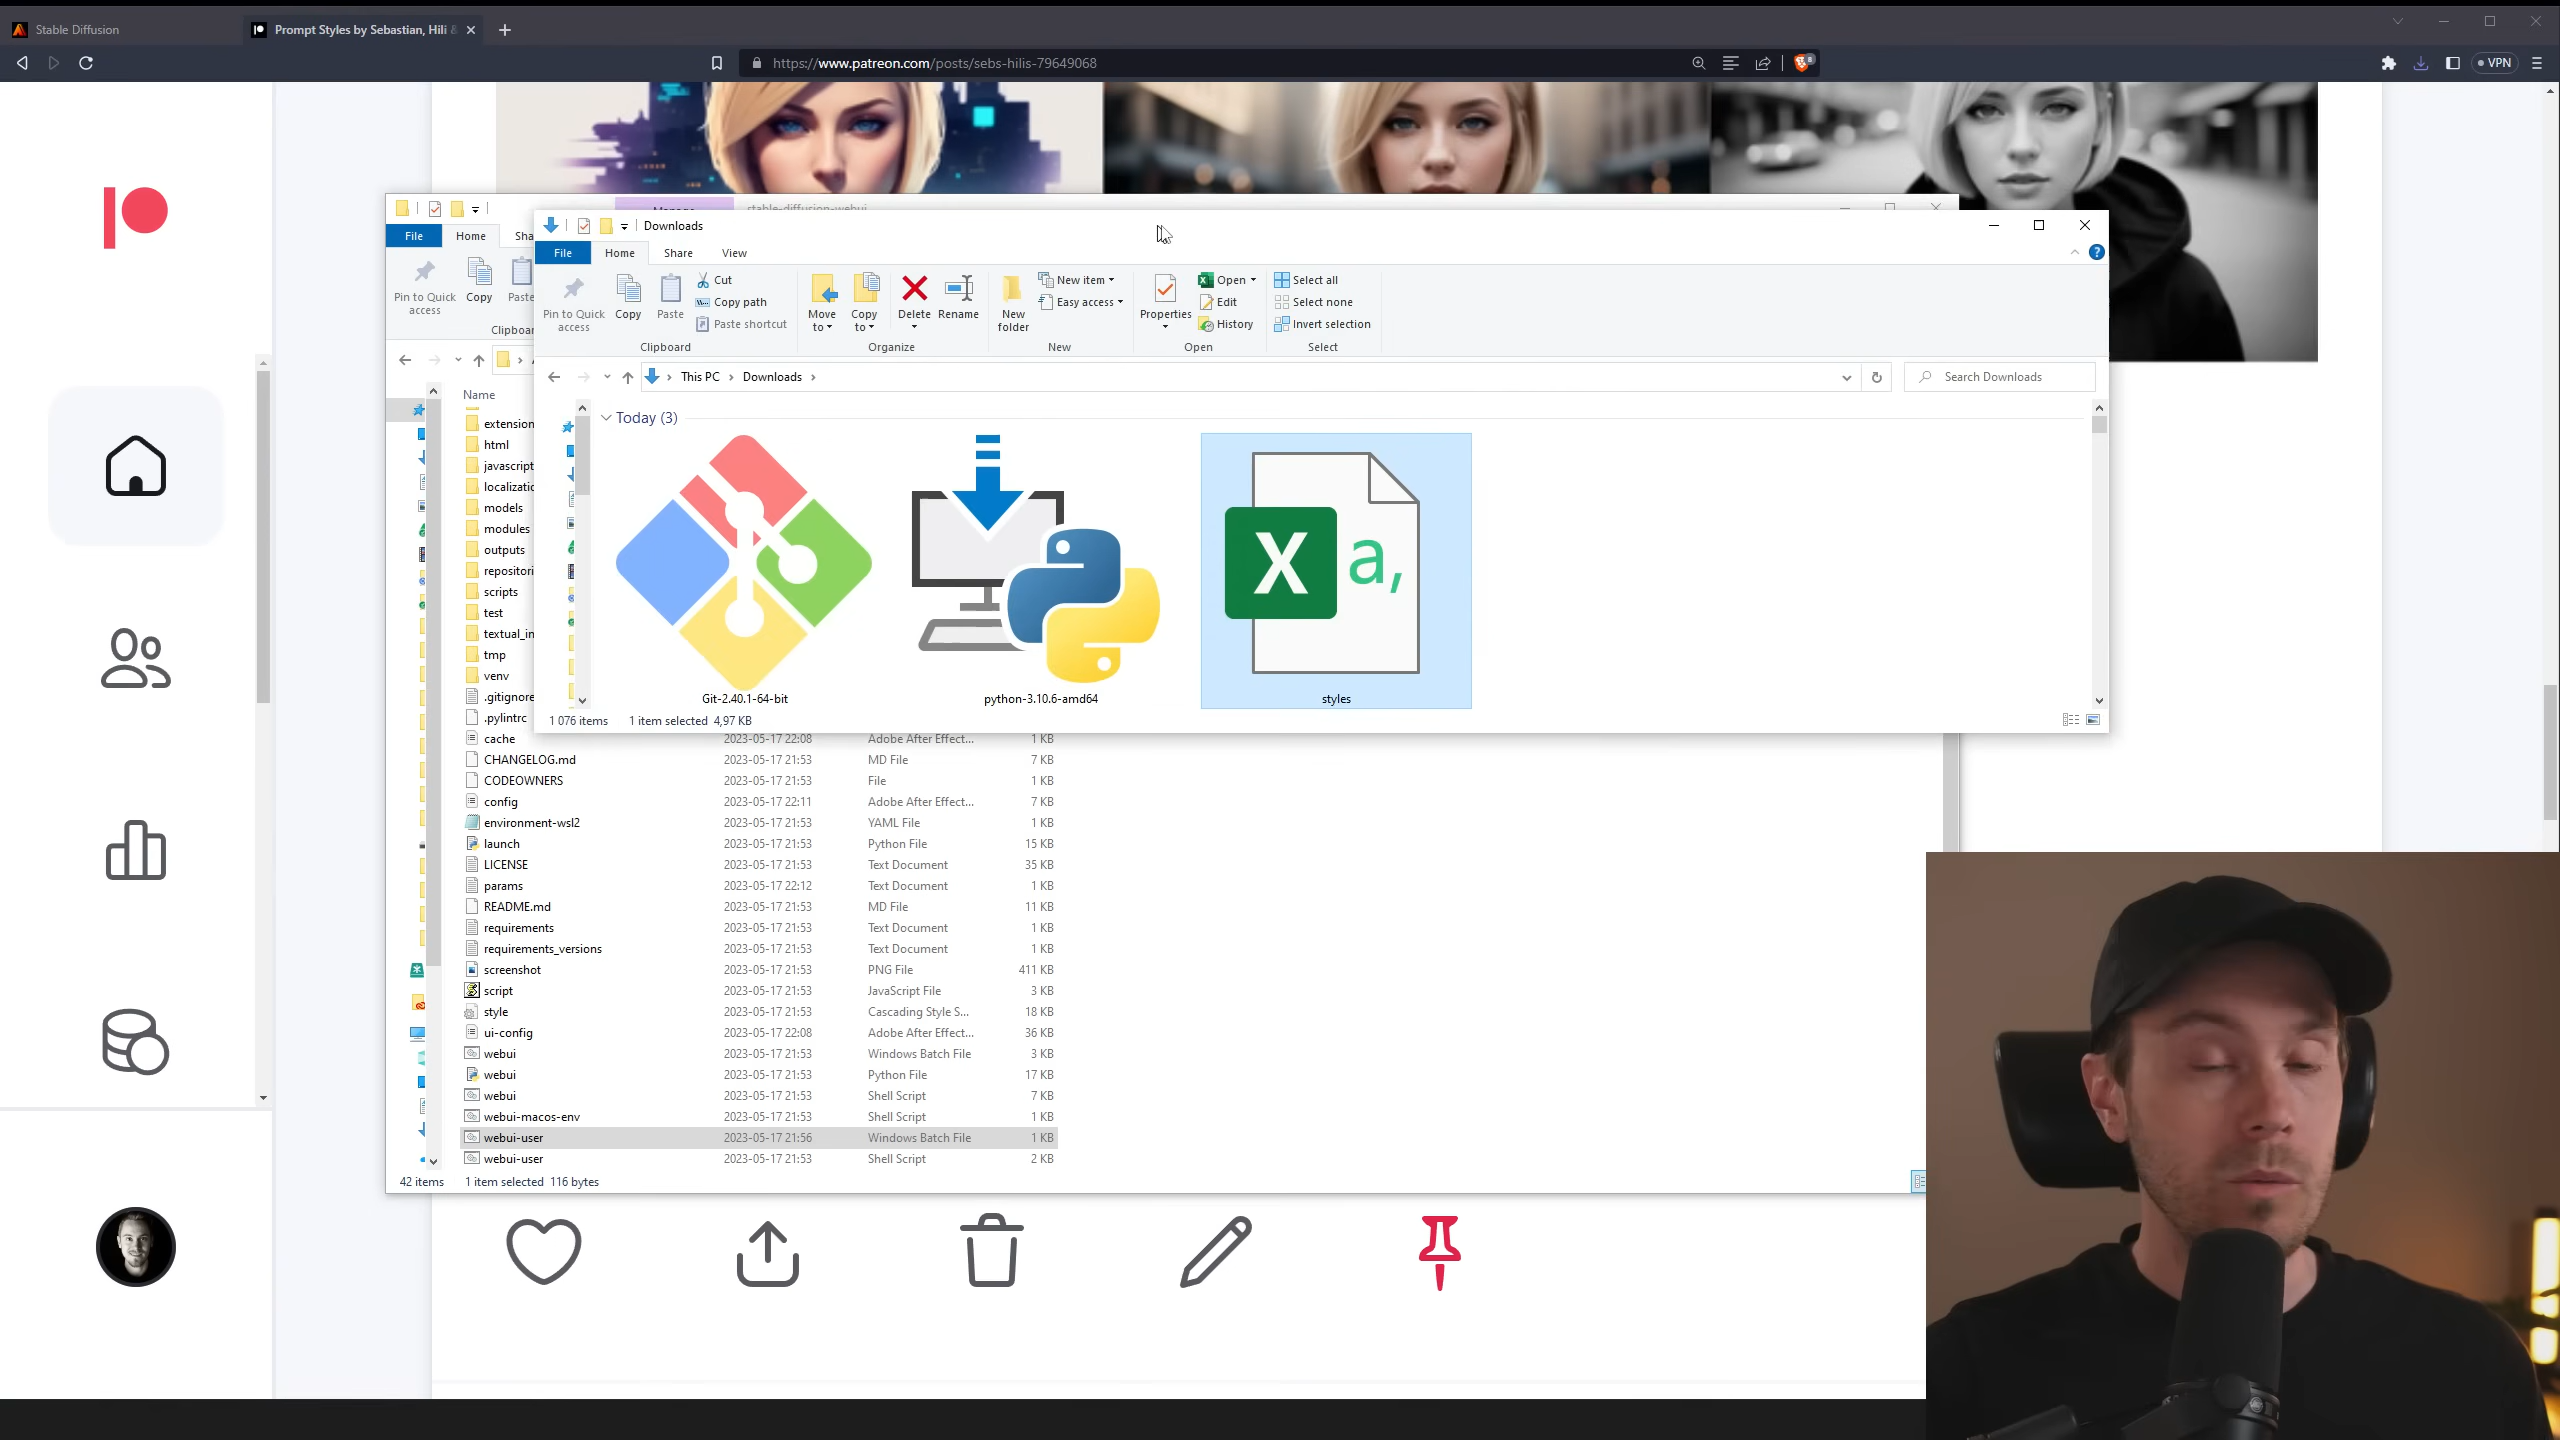 Stable Diffusion
Prompt Styles by Sebastian, Hili &
https://www.patreon.com/posts/sebs-hilis-79649068
8
VPN
stable-diffusion-webui
File
Home
Manage
Pin to Quick
access
Copy
Paste
Name
extension
html
javascript
models
modules
outputs
scripts
test
tmp
venv
.pylintrc
Downloads
File
Home
Share
View
Pin to Quick
access
Copy
Paste
Cut
Copy path
Paste shortcut
Clipboard
Move
to
Copy
to
Delete
Rename
Organize
New
folder
New item
Easy access
New
Properties
Open
Edit
History
Open
Select all
Select none
Invert selection
Select
This PC
Downloads
Search Downloads
Today (3)
X a,
Git-2.40.1-64-bit
python-3.10.6-amd64
styles
1 076 items 1 item selected 4,97 KB
cache 2023-05-17 22:08 Adobe After Effect... 1 KB
CHANGELOG.md 2023-05-17 21:53 MD File 7 KB
CODEOWNERS 2023-05-17 21:53 File 1 KB
config 2023-05-17 22:11 Adobe After Effect... 7 KB
environment-wsl2 2023-05-17 21:53 YAML File 1 KB
launch 2023-05-17 21:53 Python File 15 KB
LICENSE 2023-05-17 21:53 Text Document 35 KB
params 2023-05-17 22:12 Text Document 1 KB
README.md 2023-05-17 21:53 MD File 11 KB
requirements 2023-05-17 21:53 Text Document 1 KB
requirements_versions 2023-05-17 21:53 Text Document 1 KB
screenshot 2023-05-17 21:53 PNG File 411 KB
script 2023-05-17 21:53 JavaScript File 3 KB
style 2023-05-17 21:53 Cascading Style S... 18 KB
ui-config 2023-05-17 22:08 Adobe After Effect... 36 KB
webui 2023-05-17 21:53 Windows Batch File 3 KB
webui 2023-05-17 21:53 Python File 17 KB
webui 2023-05-17 21:53 Shell Script 7 KB
webui-macos-env 2023-05-17 21:53 Shell Script 1 KB
webui-user 2023-05-17 21:56 Windows Batch File 1 KB
webui-user 2023-05-17 21:53 Shell Script 2 KB
42 items 1 item selected 116 bytes